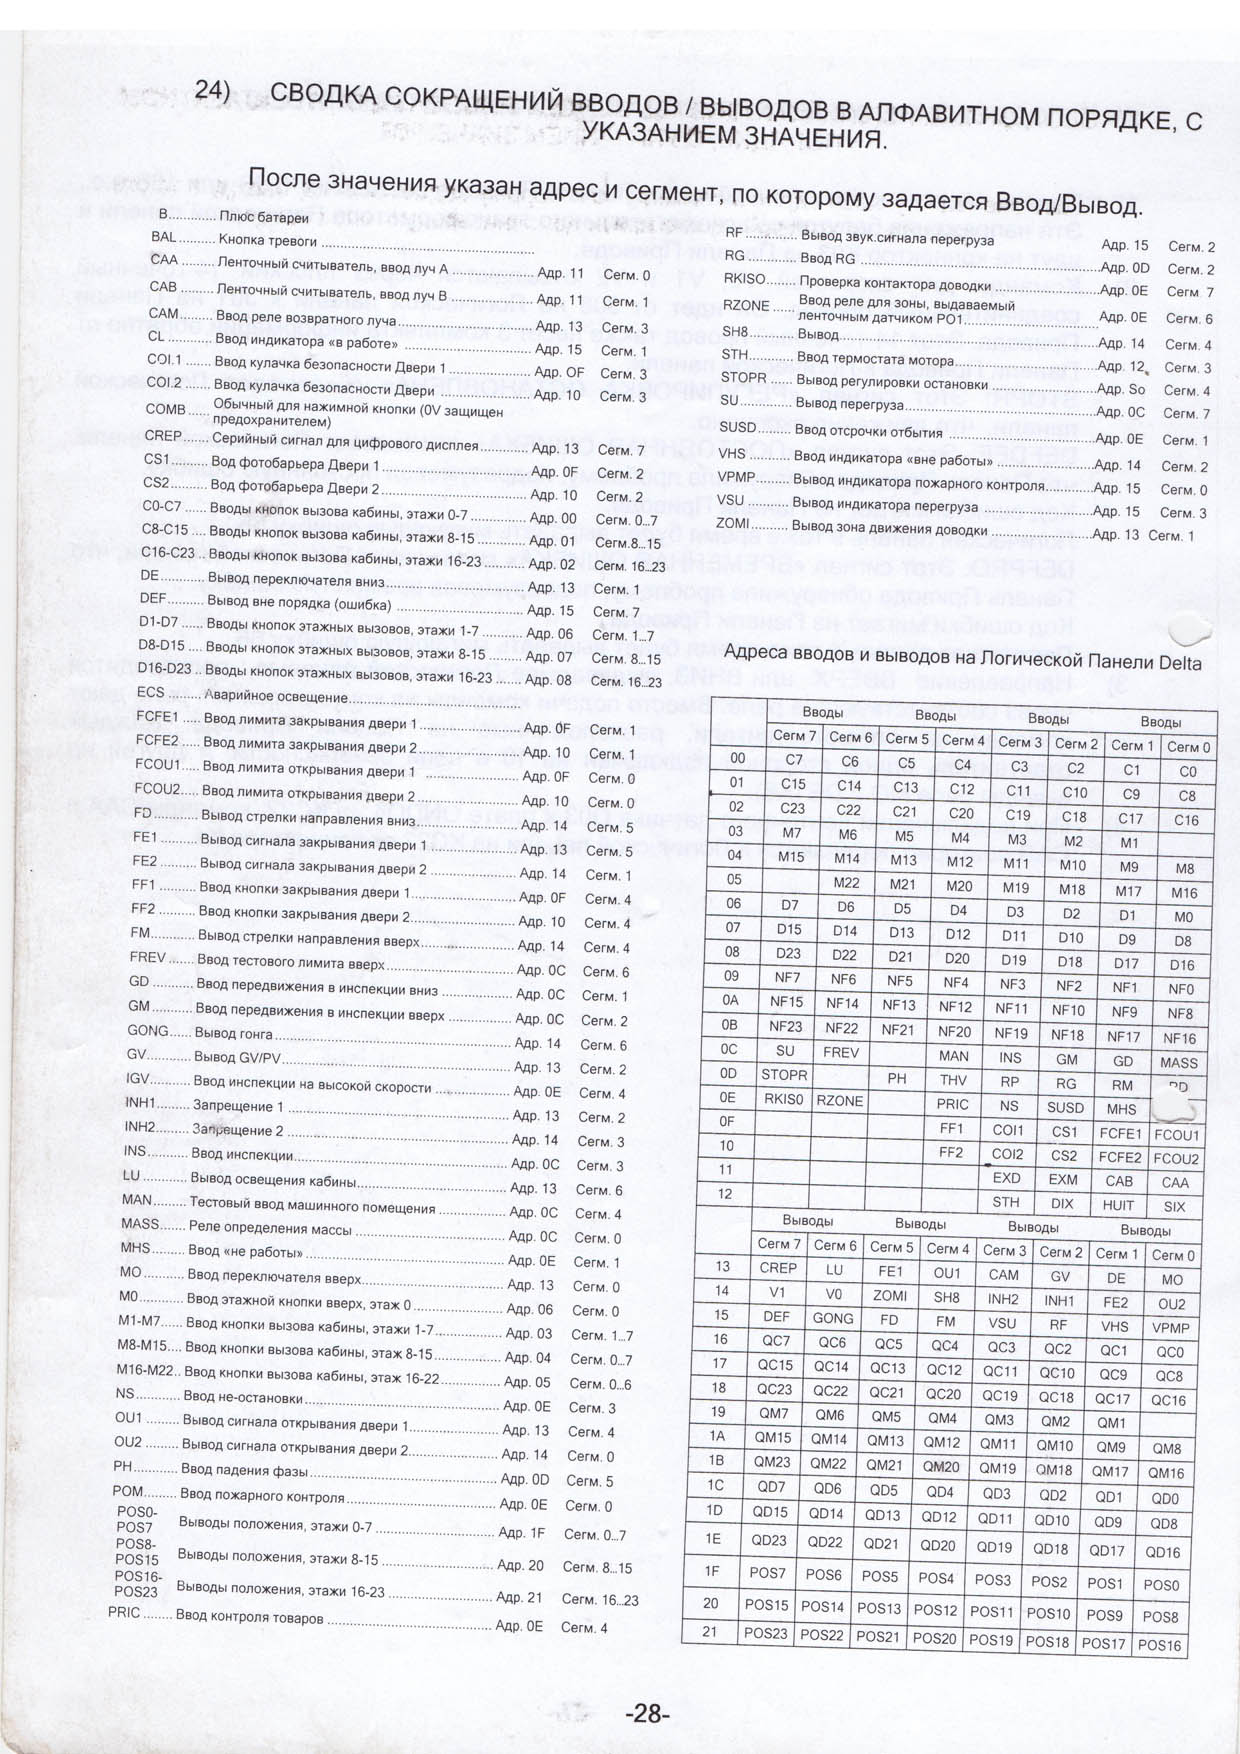 24) СВОДКА СОКРАЩЕНИЙ ВВОДОВ / ВЫВОДОВ В АЛФАВИТНОМ ПОРЯДКЕ, С
УКАЗАНИЕМ ЗНАЧЕНИЯ.
После значения указан адрес и сегмент, по которому задается Ввод/Вывод.
B........ Плюс батареи
BAL.......... Кнопка тревоги
CAA .......... Ленточный считыватель, ввод луч A Адр. 11 Сегм. 0
CAB .......... Ленточный считыватель, ввод луч B Адр. 11 Сегм. 1
CAM.......... Ввод реле возвратного луча Адр. 13 Сегм. 3
CL............. Ввод индикатора «в работе» Адр. 15 Сегм. 1
COI.1 ........ Ввод кулачка безопасности Двери 1 Адр. OF Сегм. 3
COI.2 ........ Ввод кулачка безопасности Двери Адр. 10 Сегм. 3
COMB ..... Обычный для нажимной кнопки (0V защищен
предохранителем)
CREP........ Серийный сигнал для цифрового дисплея Адр. 13 Сегм. 7
CS1........... Вод фотобарьера Двери 1 Адр. 0F Сегм. 2
CS2........... Вод фотобарьера Двери 2 Адр. 10 Сегм. 2
C0-C7 ....... Вводы кнопок вызова кабины, этажи 0-7 Адр. 00 Сегм. 0..7
C8-C15 ..... Вводы кнопок вызова кабины, этажи 8-15 Адр. 01 Сегм.8...15
C16-C23 ... Вводы кнопок вызова кабины, этажи 16-23 Адр. 02 Сегм. 16..23
DE............. Вывод переключателя вниз Адр. 13 Сегм. 1
DEF........... Вывод вне порядка (ошибка) Адр. 15 Сегм. 7
D1-D7 ....... Вводы кнопок этажных вызовов, этажи 1-7 Адр. 06 Сегм. 1..7
D8-D15 ..... Вводы кнопок этажных вызовов, этажи 8-15 Адр. 07 Сегм. 8...15
D16-D23 ... Вводы кнопок этажных вызовов, этажи 16-23 Адр. 08 Сегм. 16..23
ECS .......... Аварийное освещение
FCFE1 ...... Ввод лимита закрывания двери 1 Адр. 0F Сегм. 1
FCFE2 ...... Ввод лимита закрывания двери 2 Адр. 10 Сегм. 1
FCOU1 ..... Ввод лимита открывания двери 1 Адр. 0F Сегм. 0
FCOU2 ..... Ввод лимита открывания двери 2 Адр. 10 Сегм. 0
FD............. Вывод стрелки направления вниз Адр. 14 Сегм. 5
FE1 ........... Вывод сигнала закрывания двери 1 Адр. 13 Сегм. 5
FE2 ........... Вывод сигнала закрывания двери 2 Адр. 14 Сегм. 1
FF1 ........... Ввод кнопки закрывания двери 1 Адр. 0F Сегм. 4
FF2 ........... Ввод кнопки закрывания двери 2 Адр. 10 Сегм. 4
FM............. Вывод стрелки направления вверх Адр. 14 Сегм. 4
FREV........ Ввод тестового лимита вверх Адр. 0C Сегм. 6
GD ............ Ввод передвижения в инспекции вниз Адр. 0C Сегм. 1
GM............ Ввод передвижения в инспекции вверх Адр. 0C Сегм. 2
GONG....... Вывод гонга Адр. 14 Сегм. 6
GV............. Вывод GV/PV Адр. 13 Сегм. 2
IGV............ Ввод инспекции на высокой скорости Адр. 0E Сегм. 4
INH1.......... Запрещение 1 Адр. 13 Сегм. 2
INH2.......... Запрещение 2 Адр. 14 Сегм. 3
INS............ Ввод инспекции Адр. 0C Сегм. 3
LU ............. Вывод освещения кабины Адр. 13 Сегм. 6
MAN.......... Тестовый ввод машинного помещения Адр. 0C Сегм. 4
MASS........ Реле определения массы Адр. 0C Сегм. 0
MHS.......... Ввод «не работы» Адр. 0E Сегм. 1
MO ............ Ввод переключателя вверх Адр. 13 Сегм. 0
M0............. Ввод этажной кнопки вверх, этаж 0 Адр. 06 Сегм. 0
M1-M7....... Ввод кнопки вызова кабины, этажи 1-7 Адр. 03 Сегм. 1..7
M8-M15.... Ввод кнопки вызова кабины, этаж 8-15 Адр. 04 Сегм. 0...7
M16-M22.. Ввод кнопки вызова кабины, этаж 16-22 Адр. 05 Сегм. 0...6
NS............. Ввод не-остановки Адр. 0E Сегм. 3
OU1 .......... Вывод сигнала открывания двери 1 Адр. 13 Сегм. 4
OU2 .......... Вывод сигнала открывания двери 2 Адр. 14 Сегм. 0
PH............. Ввод падения фазы Адр. 0D Сегм. 5
POM.......... Ввод пожарного контроля Адр. 0E Сегм. 0
POS0-
POS7 Выводы положения, этажи 0-7 Адр. 1F Сегм. 0..7
POS8-
POS15 Выводы положения, этажи 8-15 Адр. 20 Сегм. 8...15
POS16-
POS23 Выводы положения, этажи 16-23 Адр. 21 Сегм. 16...23
PRIC ........ Ввод контроля товаров Адр. 0E Сегм. 4
RF ............. Вывод звук.сигнала перегруза Адр. 15 Сегм. 2
RG ............ Ввод RG Адр. 0D Сегм. 2
RKISO ....... Проверка контактора доводки Адр. 0E Сегм 7
RZONE ..... Ввод реле для зоны, выдаваемый
ленточным датчиком PO1 Адр. 0E Сегм. 6
SH8........... Вывод Адр. 14 Сегм. 4
STH........... Ввод термостата мотора Адр. 12 Сегм. 3
STOPR ..... Вывод регулировки остановки Адр. So Сегм. 4
SU............. Вывод перегруза Адр. 0C Сегм. 7
SUSD........ Ввод отсрочки отбытия Адр. 0E Сегм. 1
VHS .......... Ввод индикатора «вне работы» Адр. 14 Сегм. 2
VPMP........ Вывод индикатора пожарного контроля Адр. 15 Сегм. 0
VSU .......... Вывод индикатора перегруза Адр. 15 Сегм. 3
ZOMI......... Вывод зона движения доводки Адр. 13 Сегм. 1
Адреса вводов и выводов на Логической Панели Delta
Вводы Вводы Вводы Вводы
Сегм 7 Сегм 6 Сегм 5 Сегм 4 Сегм 3 Сегм 2 Сегм 1 Сегм 0
00 C7 C6 C5 C4 C3 C2 C1 C0
01 C15 C14 C13 C12 C11 C10 C9 C8
02 C23 C22 C21 C20 C19 C18 C17 C16
03 M7 M6 M5 M4 M3 M2 M1
04 M15 M14 M13 M12 M11 M10 M9 M8
05 M22 M21 M20 M19 M18 M17 M16
06 D7 D6 D5 D4 D3 D2 D1 M0
07 D15 D15 D13 D12 D11 D10 D9 D8
08 D23 D22 D21 D20 D19 D18 D17 D16
09 NF7 NF6 NF5 NF4 NF3 NF2 NF1 NF0
0A NF15 NF14 NF13 NF12 NF11 NF10 NF9 NF8
0B NF23 NF22 NF21 NF20 NF19 NF18 NF17 NF16
0C SU FREV MAN INS GM GD MASS
0D STOPR PH THV RP RG RM
0E RKIS0 RZONE PRIC NS SUSD MHS
0F FF1 COI1 CS1 FCFE1 FCOU1
10 FF2 COI2 CS2 FCFE2 FCOU2
11 EXD EXM CAB CAA
12 STH DIX HUIT SIX
Выводы Выводы Выводы Выводы
Сегм 7 Сегм 6 Сегм 5 Сегм 4 Сегм 3 Сегм 2 Сегм 1 Сегм 0
13 CREP LU FE1 OU1 CAM GV DE MO
14 V1 V0 ZOMI SH8 INH2 INH1 FE2 OU2
15 DEF GONG FD FM VSU RF VHS VPMP
16 QC7 QC6 QC5 QC4 QC3 QC2 QC1 QC0
17 QC15 QC14 QC13 QC12 QC11 QC10 QC9 QC8
18 QC23 QC22 QC21 QC20 QC19 QC18 QC17 QC16
19 QM7 QM6 QM5 QM4 QM3 QM2 QM1
1A QM15 QM14 QM13 QM12 QM11 QM10 QM9 QM8
1B QM23 QM22 QM21 QM20 QM19 QM18 QM17 QM16
1C QD7 QD6 QD5 QD4 QD3 QD2 QD1 QD0
1D QD15 QD14 QD13 QD12 QD11 QD10 QD9 QD8
1E QD23 QD22 QD21 QD20 QD19 QD18 QD17 QD16
1F POS7 POS6 POS5 POS4 POS3 POS2 POS1 POS0
20 POS15 POS14 POS13 POS12 POS11 POS10 POS9 POS8
21 POS23 POS22 POS21 POS20 POS19 POS18 POS17 POS16
-28-